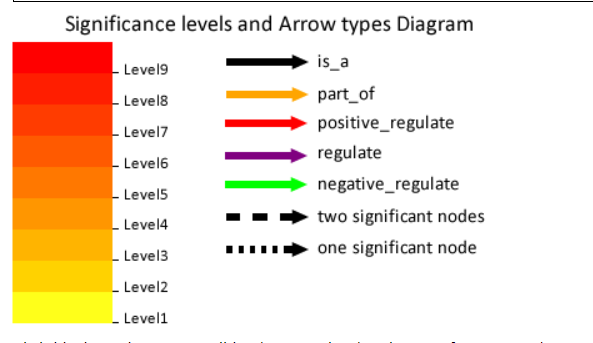 Significance levels and Arrow types Diagram
Level9
Level8
Level7
Level6
Level5
Level4
Level3
Level2
Level1
is_a
part_of
positive_regulate
regulate
negative_regulate
two significant nodes
one significant node